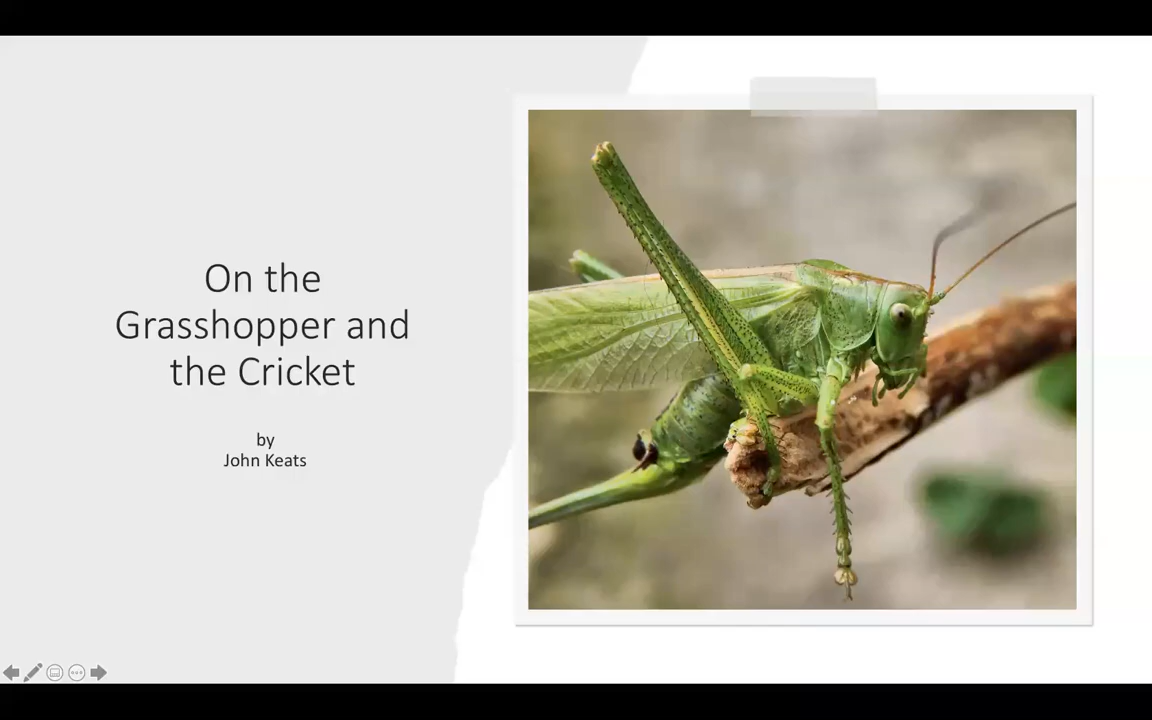 On the
Grasshopper and
the Cricket
by
John Keats